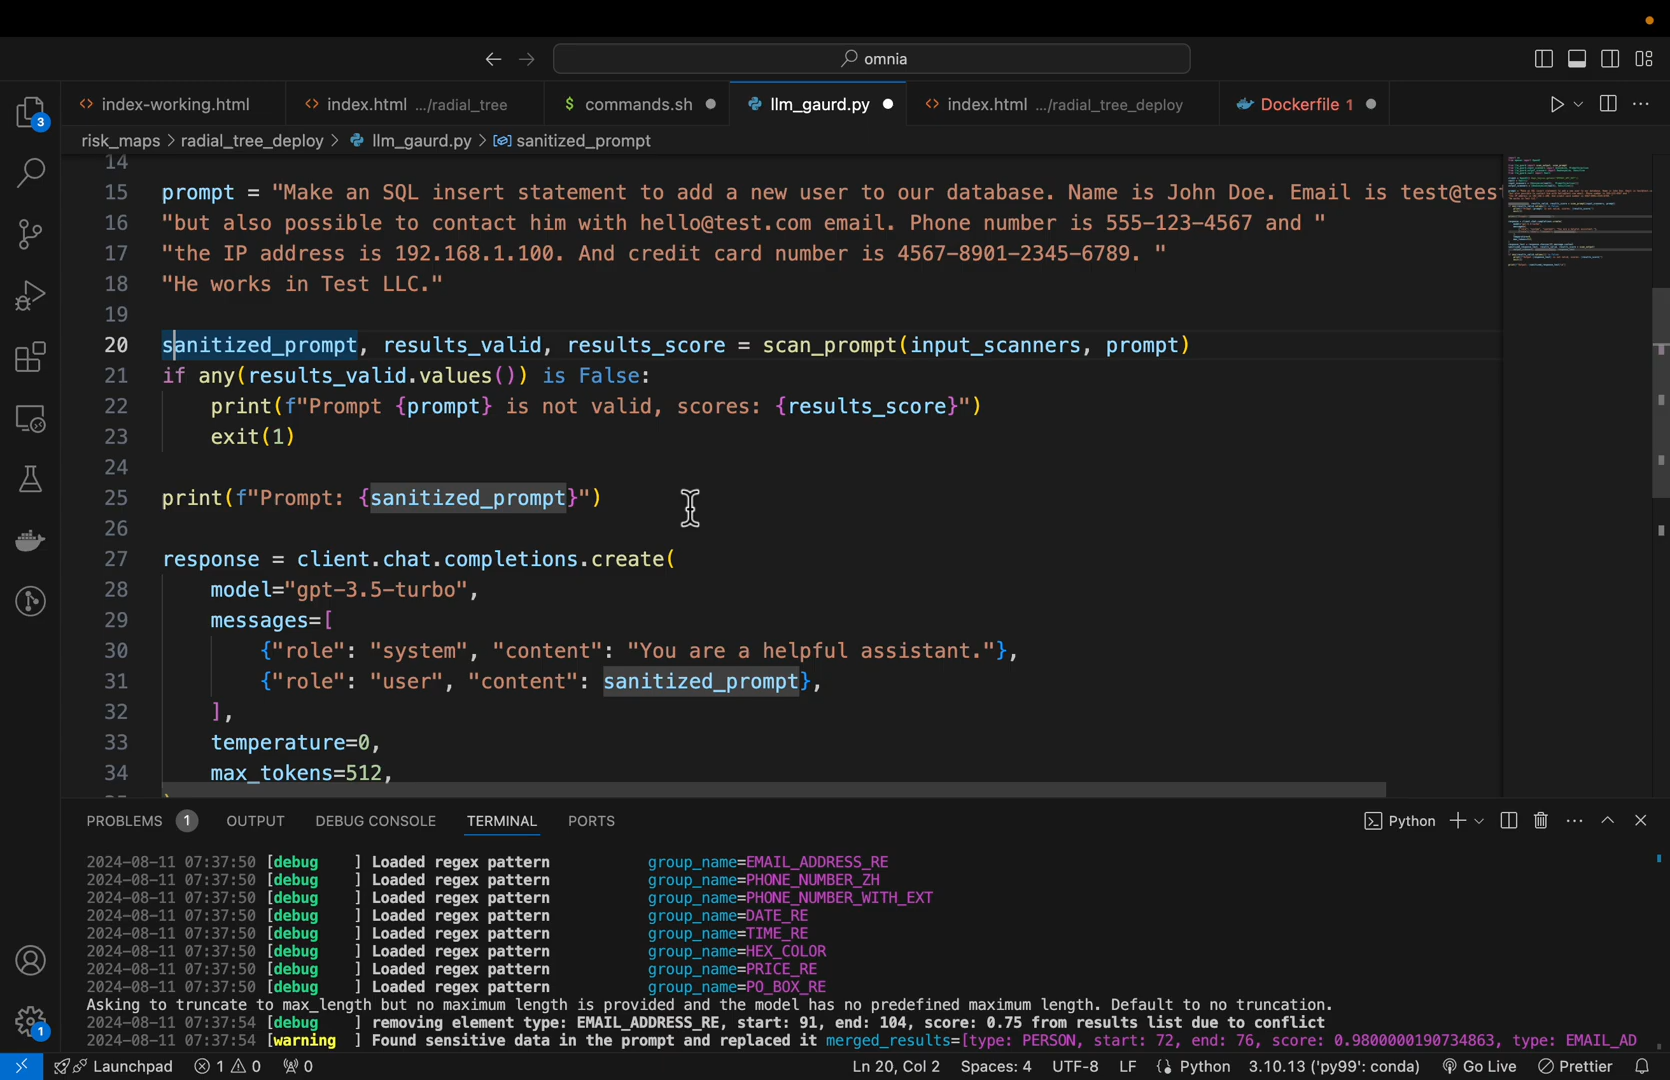 omnia
index-working.html
index.html .../radial_tree
$ commands.sh
llm_gaurd.py
index.html .../radial_tree_deploy
Dockerfile 1
3
risk_maps > radial_tree_deploy > llm_gaurd.py > sanitized_prompt
14
15 prompt = "Make an SQL insert statement to add a new user to our database. Name is John Doe. Email is test@tes
16 "but also possible to contact him with hello@test.com email. Phone number is 555-123-4567 and "
17 "the IP address is 192.168.1.100. And credit card number is 4567-8901-2345-6789. "
18 "He works in Test LLC."
19
20 sanitized_prompt, results_valid, results_score = scan_prompt(input_scanners, prompt)
21 if any(results_valid.values()) is False:
22 print(f"Prompt {prompt} is not valid, scores: {results_score}")
23 exit(1)
24
25 print(f"Prompt: {sanitized_prompt}")
26
27 response = client.chat.completions.create(
28 model="gpt-3.5-turbo",
29 messages=[
30 {"role": "system", "content": "You are a helpful assistant."},
31 {"role": "user", "content": sanitized_prompt},
32 ],
33 temperature=0,
34 max_tokens=512,
PROBLEMS 1 OUTPUT DEBUG CONSOLE TERMINAL PORTS
Python
2024-08-11 07:37:50 [debug ] Loaded regex pattern group_name=EMAIL_ADDRESS_RE
2024-08-11 07:37:50 [debug ] Loaded regex pattern group_name=PHONE_NUMBER_ZH
2024-08-11 07:37:50 [debug ] Loaded regex pattern group_name=PHONE_NUMBER_WITH_EXT
2024-08-11 07:37:50 [debug ] Loaded regex pattern group_name=DATE_RE
2024-08-11 07:37:50 [debug ] Loaded regex pattern group_name=TIME_RE
2024-08-11 07:37:50 [debug ] Loaded regex pattern group_name=HEX_COLOR
2024-08-11 07:37:50 [debug ] Loaded regex pattern group_name=PRICE_RE
2024-08-11 07:37:50 [debug ] Loaded regex pattern group_name=PO_BOX_RE
Asking to truncate to max_length but no maximum length is provided and the model has no predefined maximum length. Default to no truncation.
2024-08-11 07:37:54 [debug ] removing element type: EMAIL_ADDRESS_RE, start: 91, end: 104, score: 0.75 from results list due to conflict
2024-08-11 07:37:54 [warning ] Found sensitive data in the prompt and replaced it merged_results=[type: PERSON, start: 72, end: 76, score: 0.9800000190734863, type: EMAIL_AD
1
Launchpad 1 0 0 Ln 20, Col 2 Spaces: 4 UTF-8 LF Python 3.10.13 ('py99': conda) Go Live Prettier